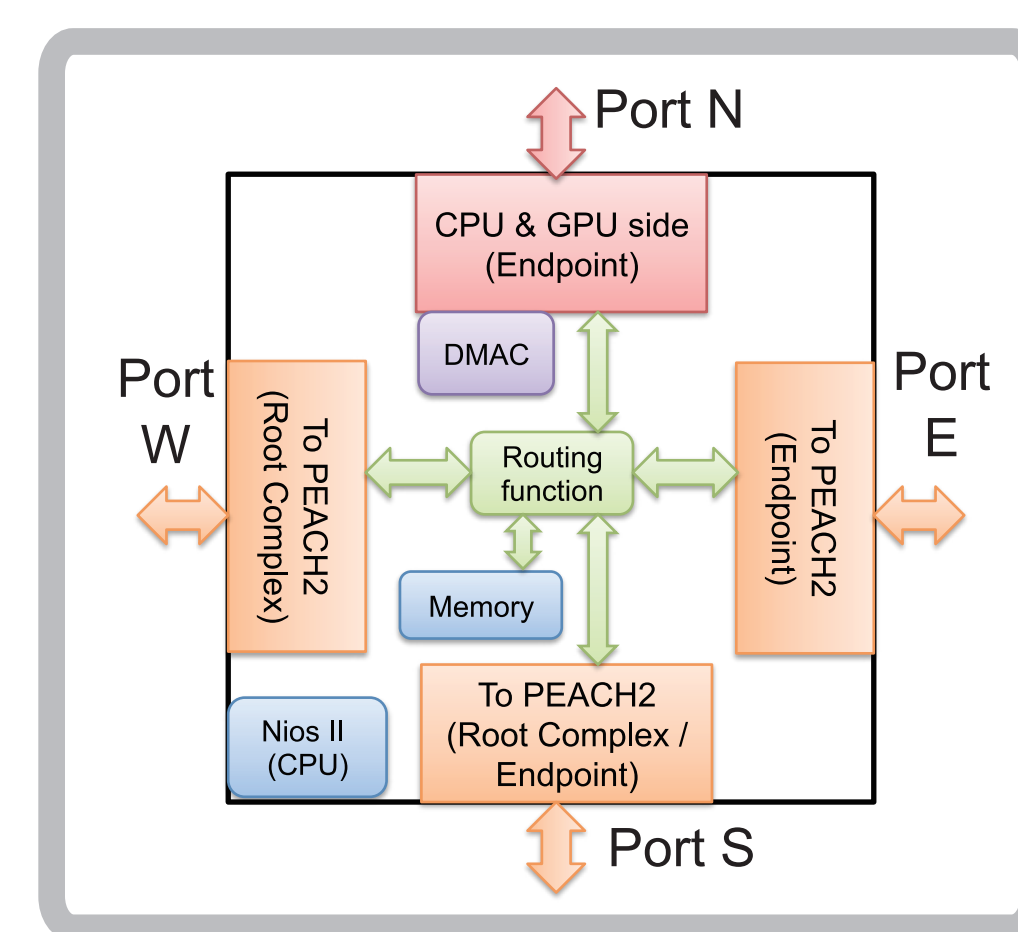 Port N
CPU & GPU side
(Endpoint)
DMAC
Port
W
To PEACH2
(Root Complex)
Routing
function
To PEACH2
(Endpoint)
Port
E
Memory
Nios II
(CPU)
To PEACH2
(Root Complex /
Endpoint)
Port S